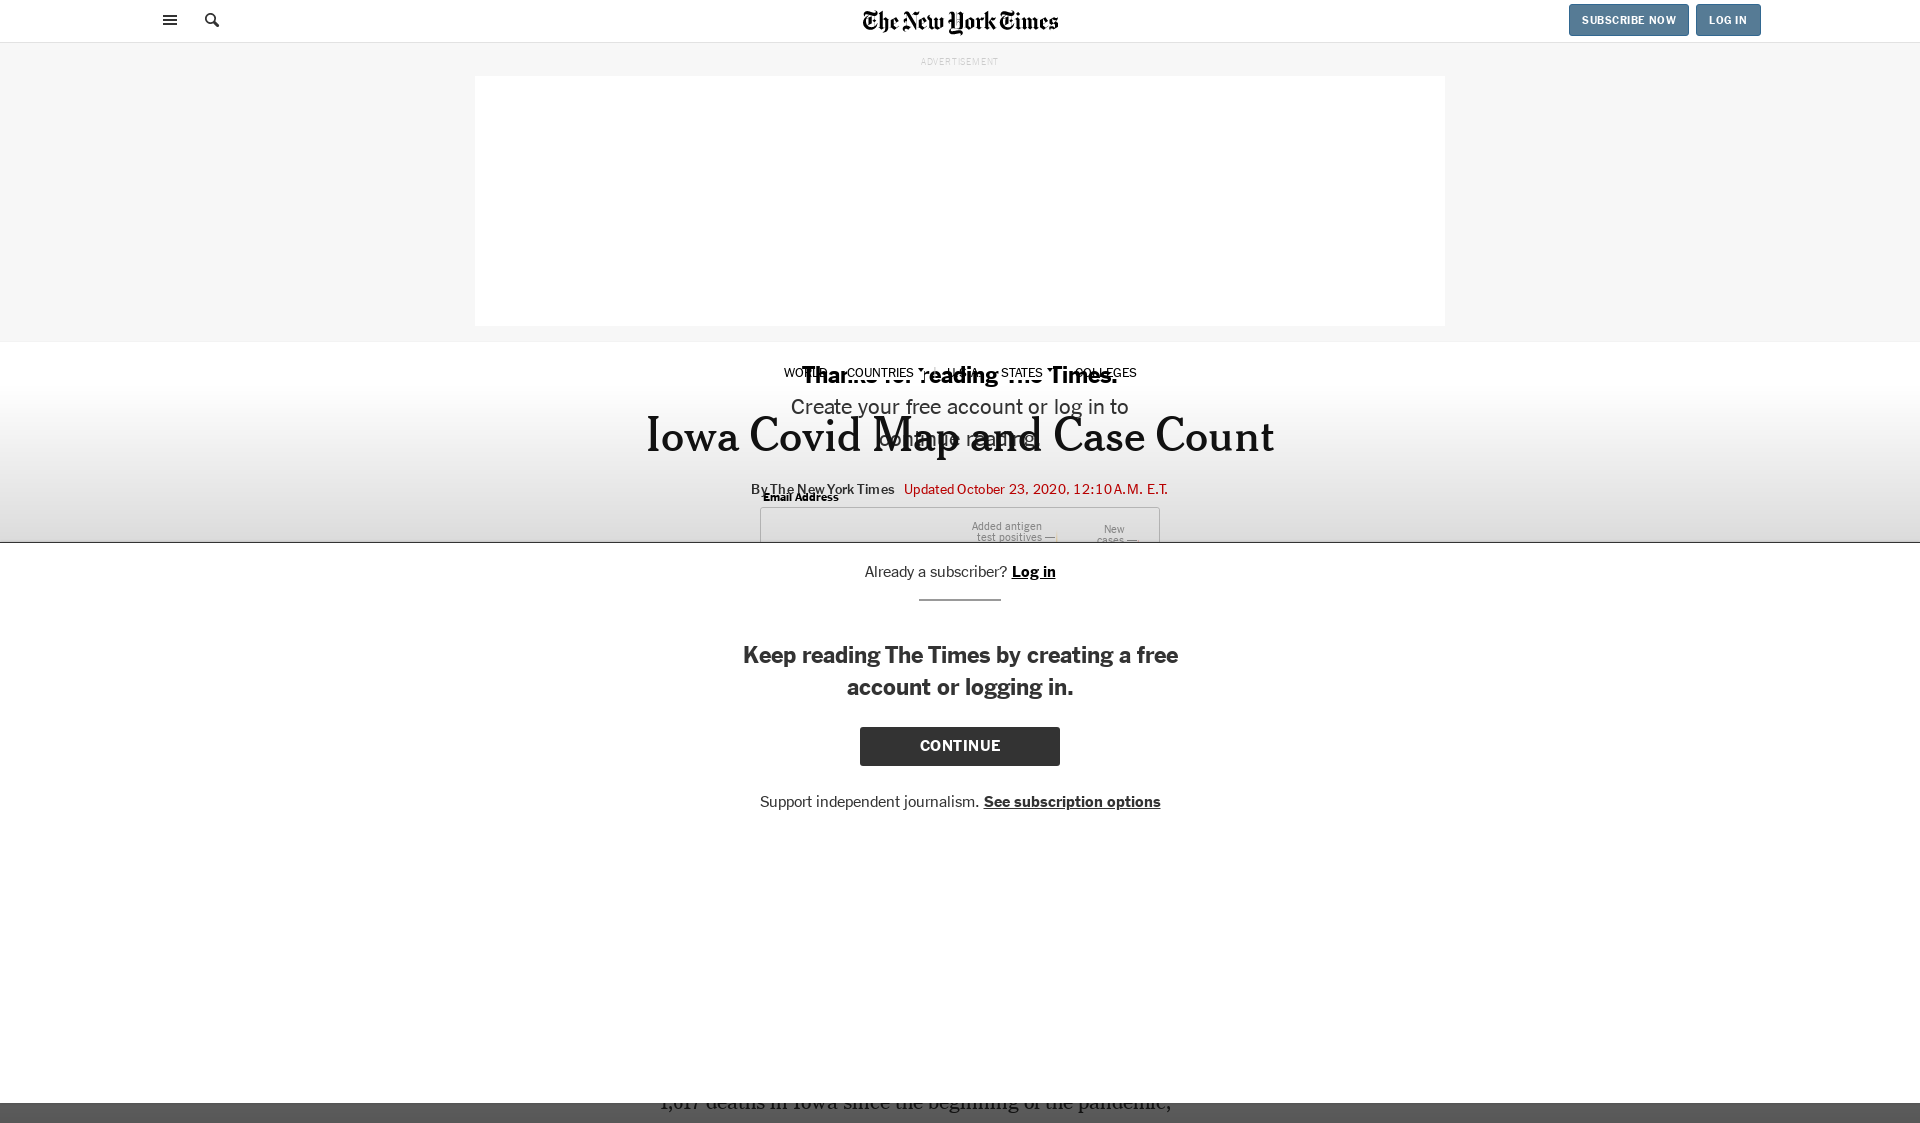 The New York Times
SUBSCRIBE NOW
LOG IN
ADVERTISEMENT
WORLD COUNTRIES U.S.A. STATES COLLEGES
Thanks for reading The Times.
Create your free account or log in to
continue reading.
Iowa Covid Map and Case Count
By The New York Times Updated October 23, 2020, 12:10 A.M. E.T.
Email Address
Added antigen
test positives —
New
cases —
Already a subscriber? Log in
Keep reading The Times by creating a free
account or logging in.
CONTINUE
Support independent journalism. See subscription options
1,617 deaths in Iowa since the beginning of the pandemic,